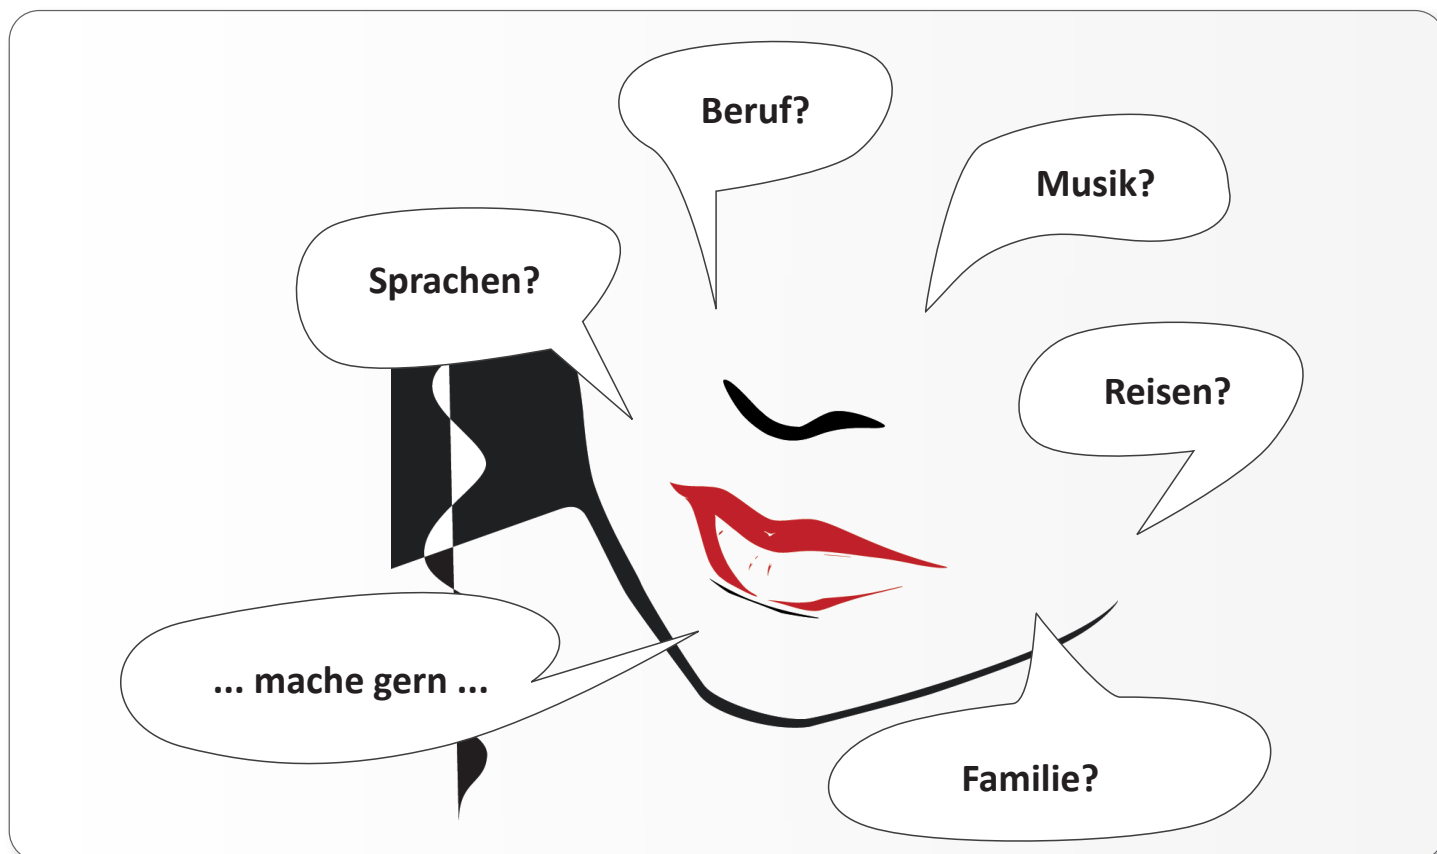 Beruf?
Musik?
Sprachen?
Reisen?
... mache gern ...
Familie?